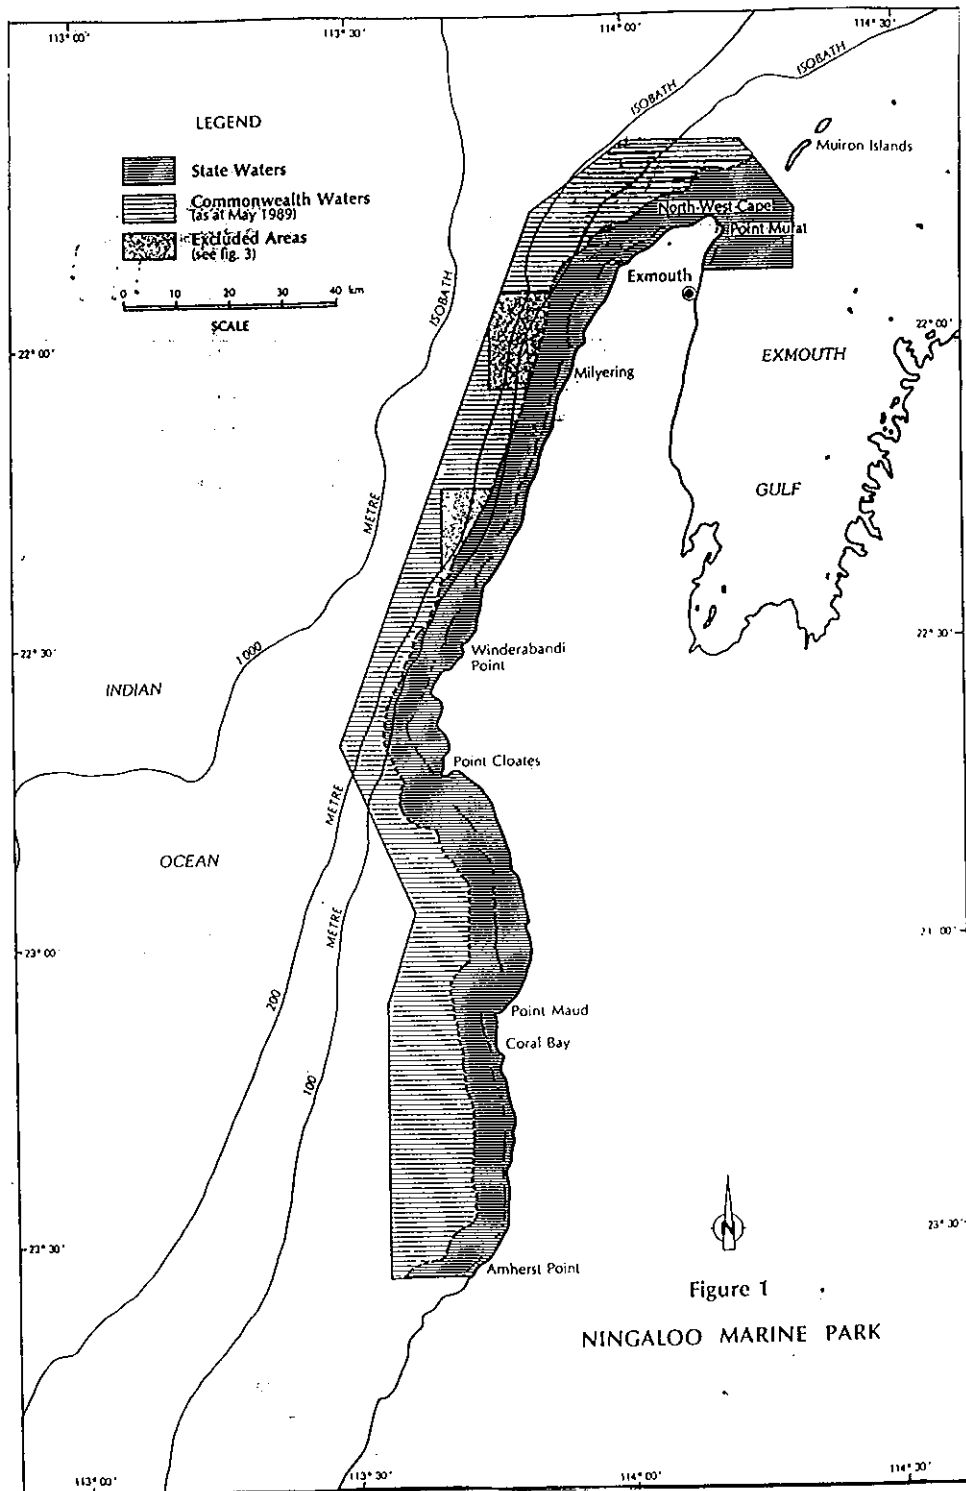 113° 00'
113° 30'
114° 00'
114° 30'
ISOBATH
ISOBATH
LEGEND
State Waters
Commonwealth Waters
(as at May 1989)
Excluded Areas
(see fig. 3)
0 10 20 30 40 km
SCALE
Muiron Islands
North-West-Cape
Point Murat
Exmouth
ISOBATH
22° 00'
22° 00'
EXMOUTH
Milyering
METRE
GULF
22° 30'
22° 30'
1000
Winderabandi
Point
INDIAN
Point Cloates
METRE
OCEAN
METRE
23° 00'
21 00'
200
Point Maud
Coral Bay
100
23° 30'
23° 30'
N
Amherst Point
Figure 1
NINGALOO MARINE PARK
113° 00'
113° 30'
114° 00'
114° 30'